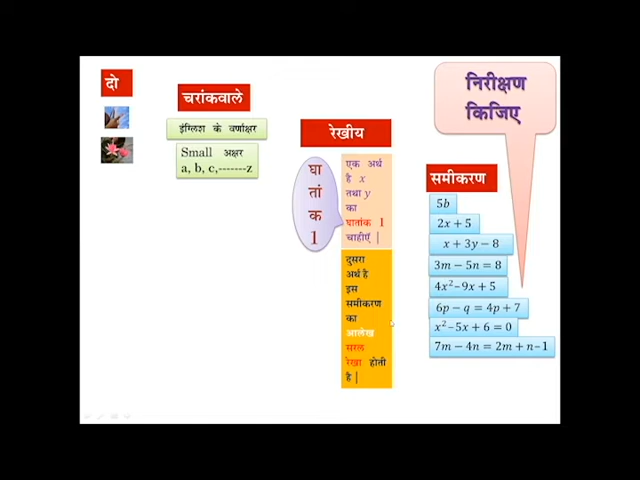 दो
चरांकवाले
इंग्लिश के वर्णाक्षर
Small अक्षर
a, b, c,-------z
रेखीय
घा
तां
क
1
एक अर्थ
है x
तथा y
का
घातांक 1
चाहीएँ |
दुसरा
अर्थ है
इस
समीकरण
का
आलेख
सरल
रेखा होती
है |
निरीक्षण
किजिए
समीकरण
5b
2x + 5
x + 3y − 8
3m − 5n = 8
4x²−9x + 5
6p − q = 4p + 7
x²−5x + 6 = 0
7m − 4n = 2m + n−1